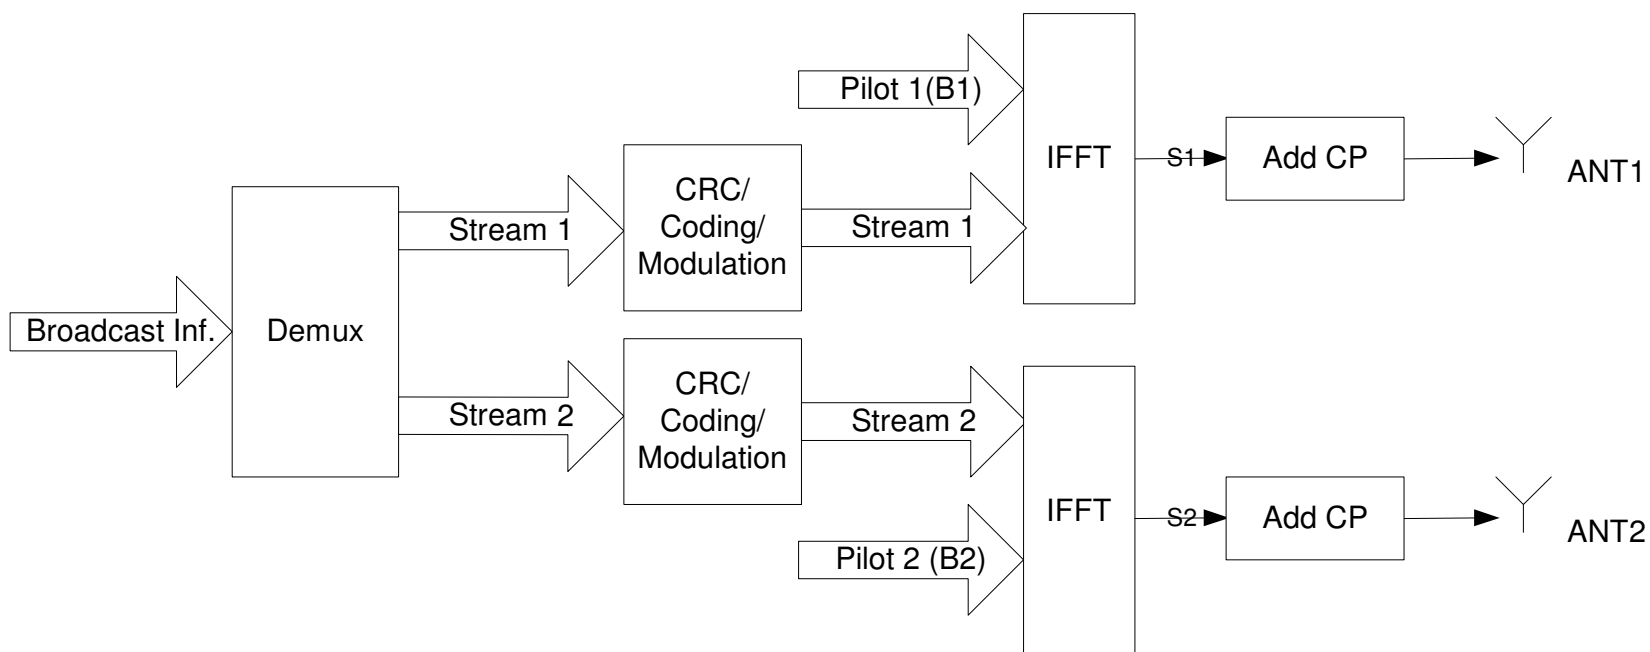 Pilot 1(B1)
IFFT
S1
Add CP
ANT1
CRC/
Coding/
Modulation
Stream 1
Stream 1
Broadcast Inf.
Demux
CRC/
Coding/
Modulation
Stream 2
Stream 2
IFFT
S2
Add CP
ANT2
Pilot 2 (B2)